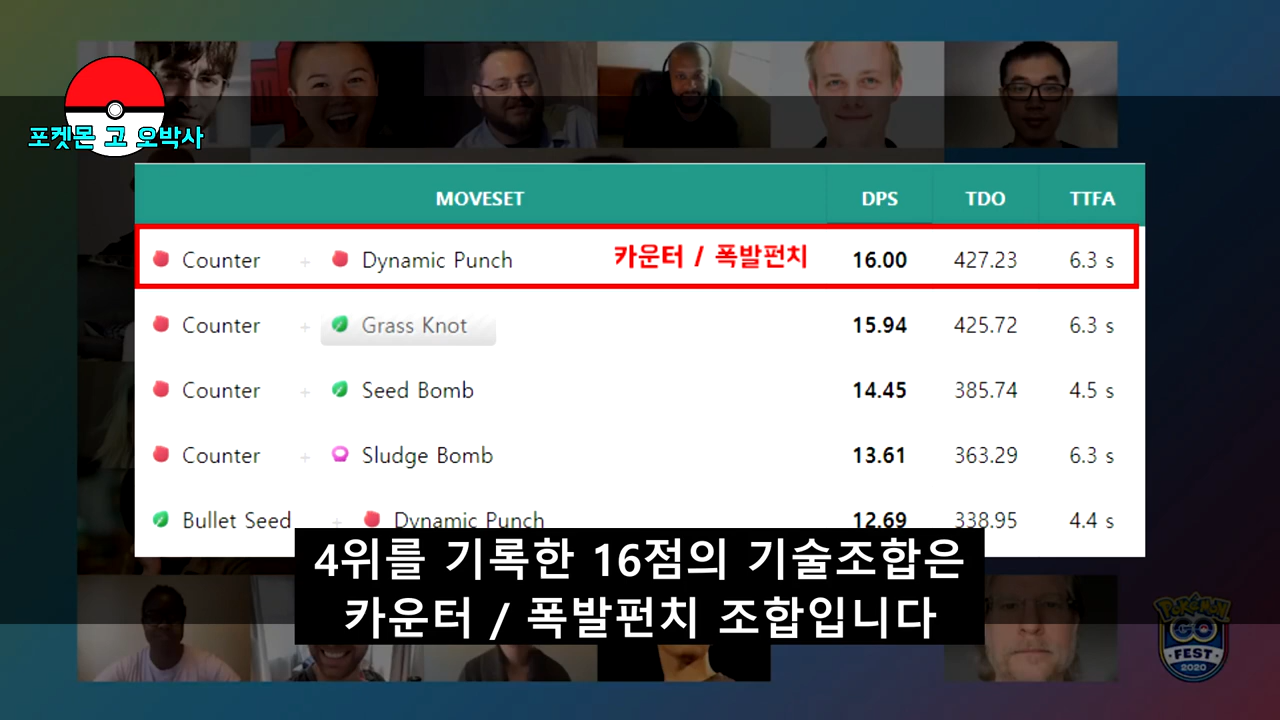 포켓몬 고 오박사
MOVESET DPS TDO TTFA
Counter + Dynamic Punch 카운터 / 폭발펀치 16.00 427.23 6.3 s
Counter + Grass Knot 15.94 425.72 6.3 s
Counter + Seed Bomb 14.45 385.74 4.5 s
Counter + Sludge Bomb 13.61 363.29 6.3 s
Bullet Seed + Dynamic Punch 12.69 338.95 4.4 s
4위를 기록한 16점의 기술조합은
카운터 / 폭발펀치 조합입니다
POKÉMON
GO
FEST
2020